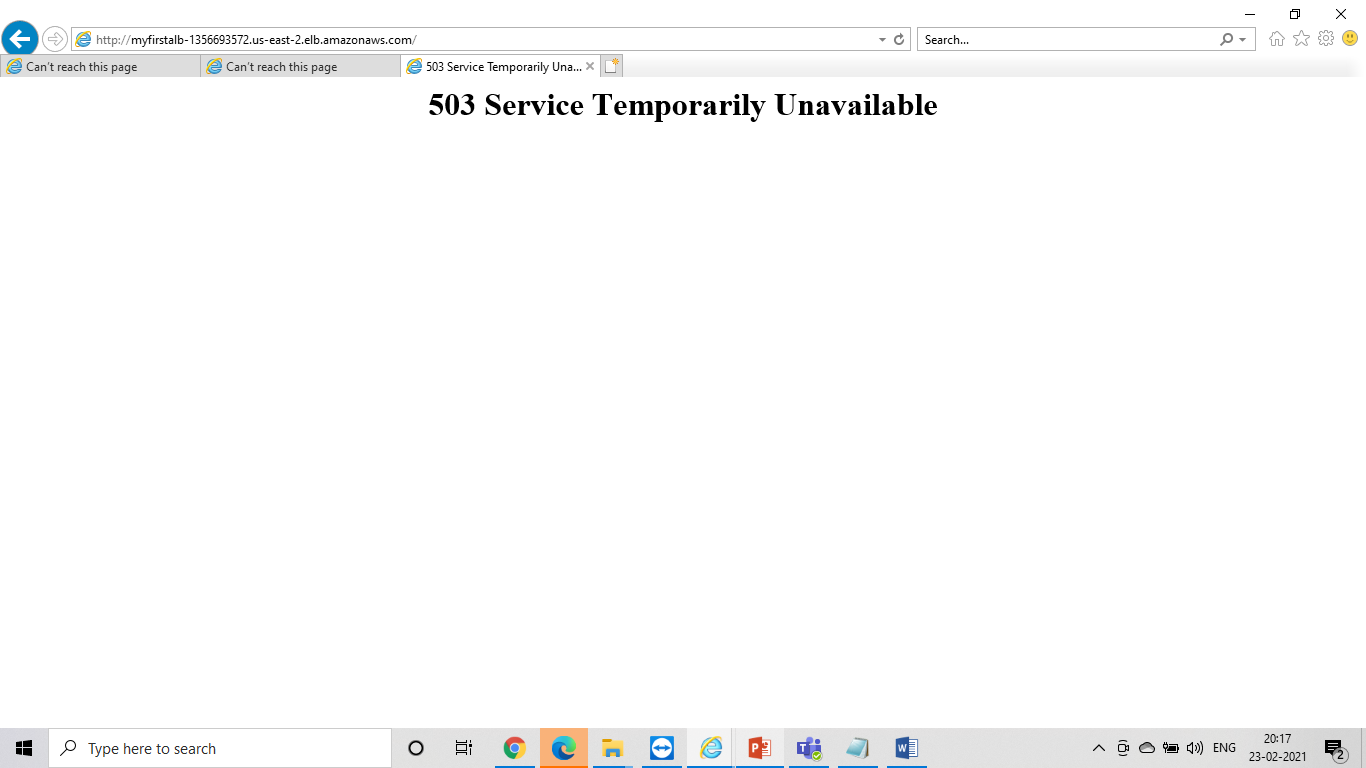 http://myfirstalb-1356693572.us-east-2.elb.amazonaws.com/
Search...
Can't reach this page
Can't reach this page
503 Service Temporarily Una...
503 Service Temporarily Unavailable
Type here to search
ENG
20:17
23-02-2021
2